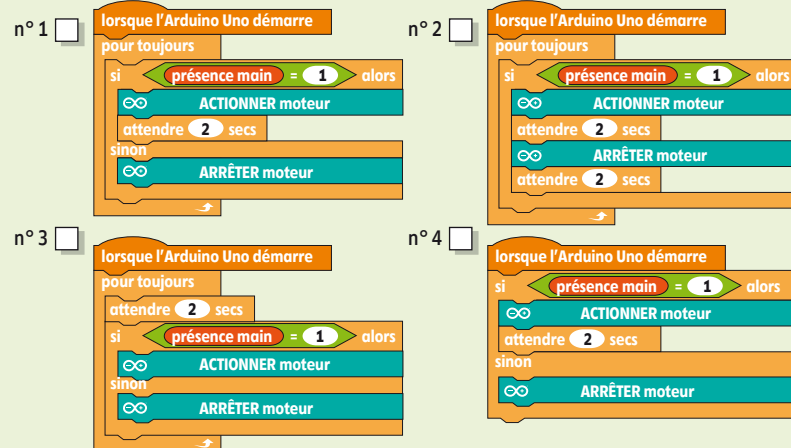 n° 1
lorsque l'Arduino Uno démarre
pour toujours
si présence main = 1 alors
ACTIONNER moteur
attendre 2 secs
sinon
ARRÊTER moteur
n° 2
lorsque l'Arduino Uno démarre
pour toujours
si présence main = 1 alors
ACTIONNER moteur
attendre 2 secs
ARRÊTER moteur
attendre 2 secs
n° 3
lorsque l'Arduino Uno démarre
pour toujours
attendre 2 secs
si présence main = 1 alors
ACTIONNER moteur
sinon
ARRÊTER moteur
n° 4
lorsque l'Arduino Uno démarre
si présence main = 1 alors
ACTIONNER moteur
attendre 2 secs
sinon
ARRÊTER moteur